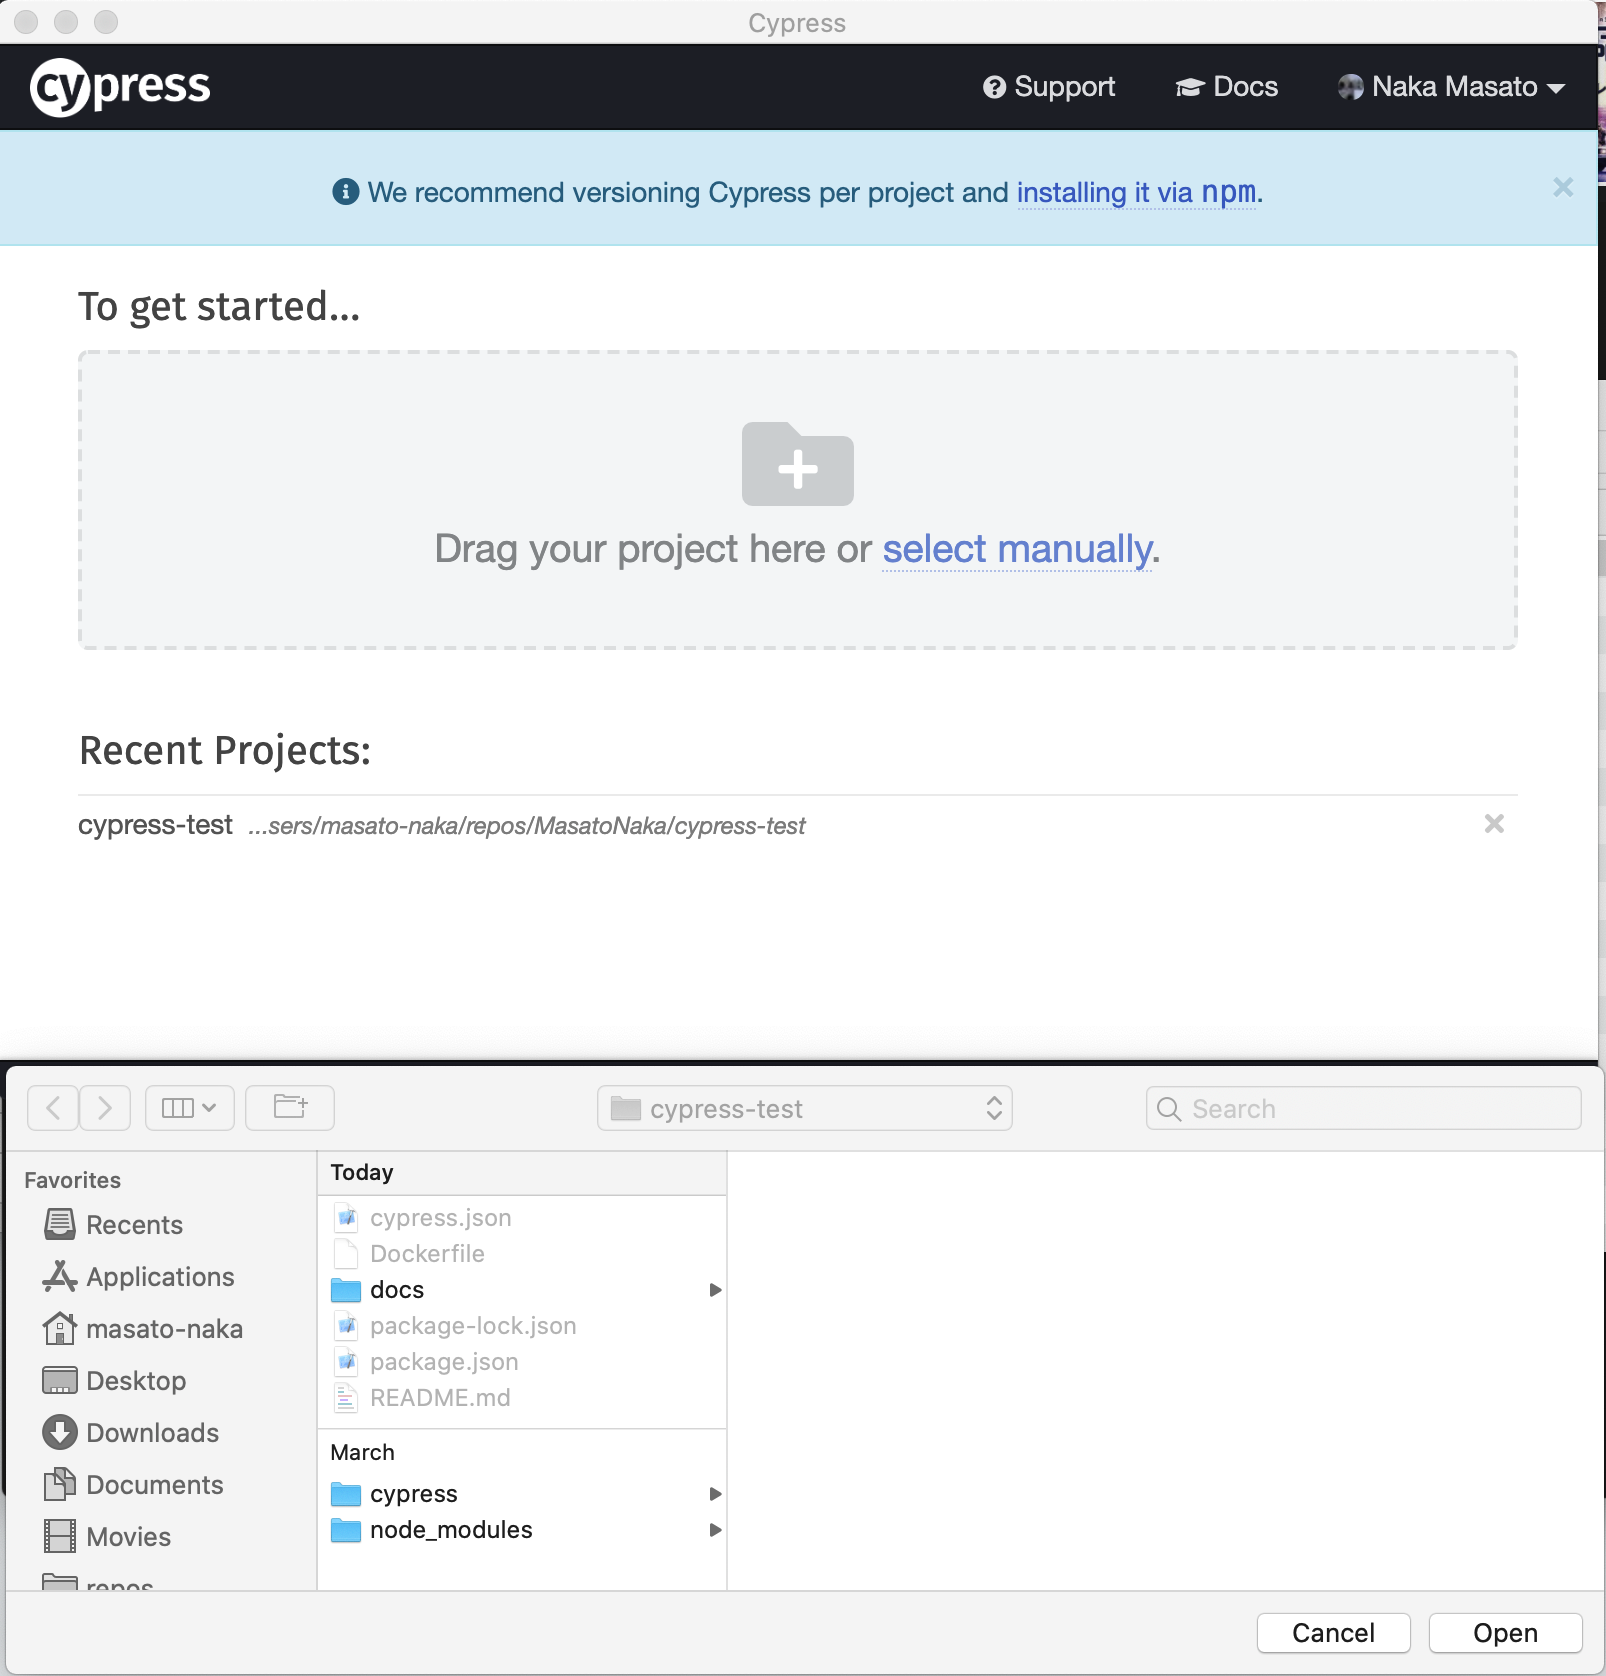 Cypress
cypress
Support
Docs
Naka Masato
We recommend versioning Cypress per project and installing it via npm.
To get started...
Drag your project here or select manually.
Recent Projects:
cypress-test ...sers/masato-naka/repos/MasatoNaka/cypress-test
cypress-test
Search
Favorites
Recents
Applications
masato-naka
Desktop
Downloads
Documents
Movies
repos
Today
cypress.json
Dockerfile
docs
package-lock.json
package.json
README.md
March
cypress
node_modules
Cancel
Open